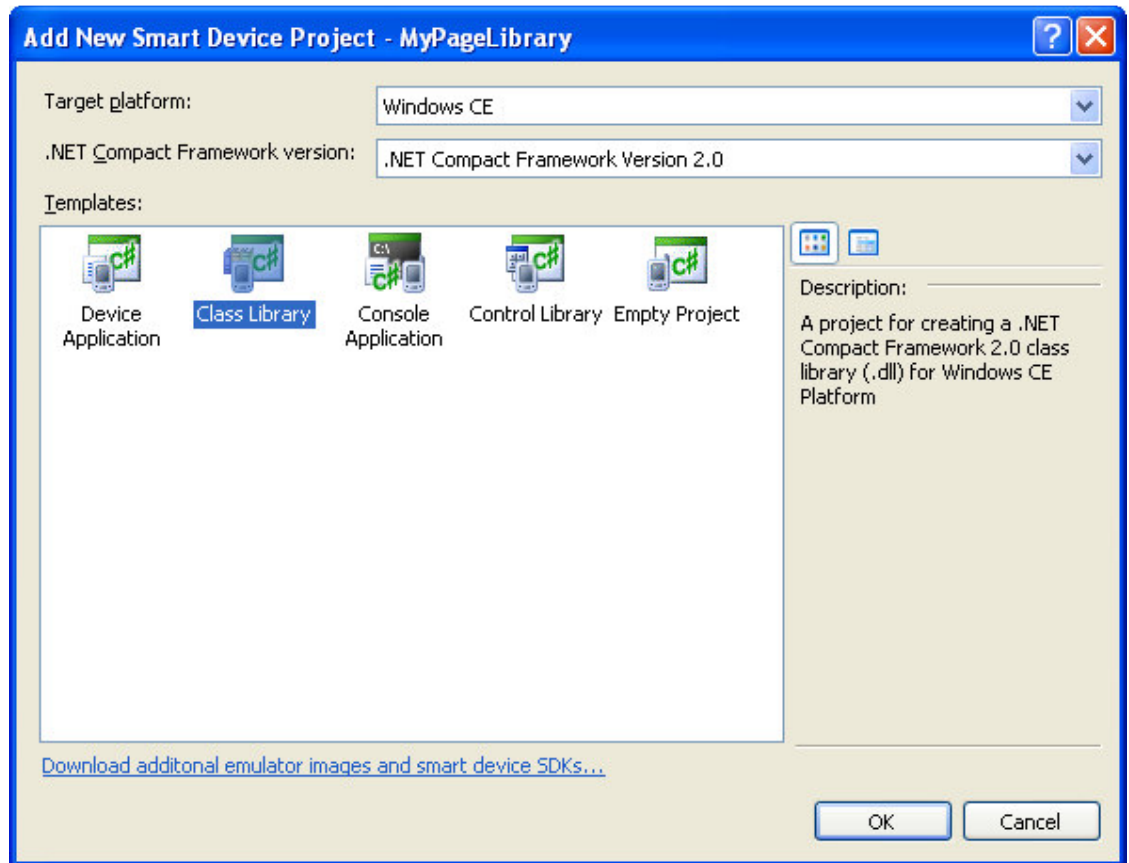 Add New Smart Device Project - MyPageLibrary
Target platform:
Windows CE
.NET Compact Framework version:
.NET Compact Framework Version 2.0
Templates:
Device
Application
Class Library
Console
Application
Control Library
Empty Project
Description:
A project for creating a .NET
Compact Framework 2.0 class
library (.dll) for Windows CE
Platform
Download additonal emulator images and smart device SDKs...
OK
Cancel